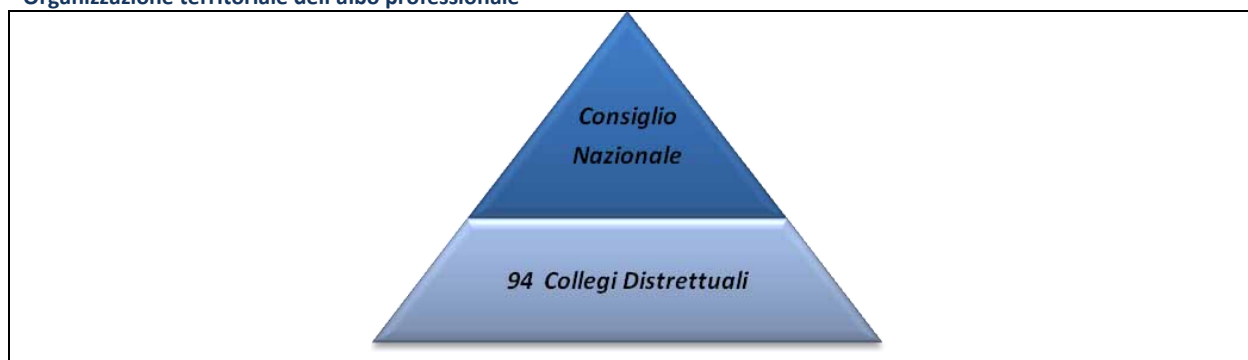 Organizzazione territoriale dell'albo professionale
Consiglio
Nazionale
94 Collegi Distrettuali